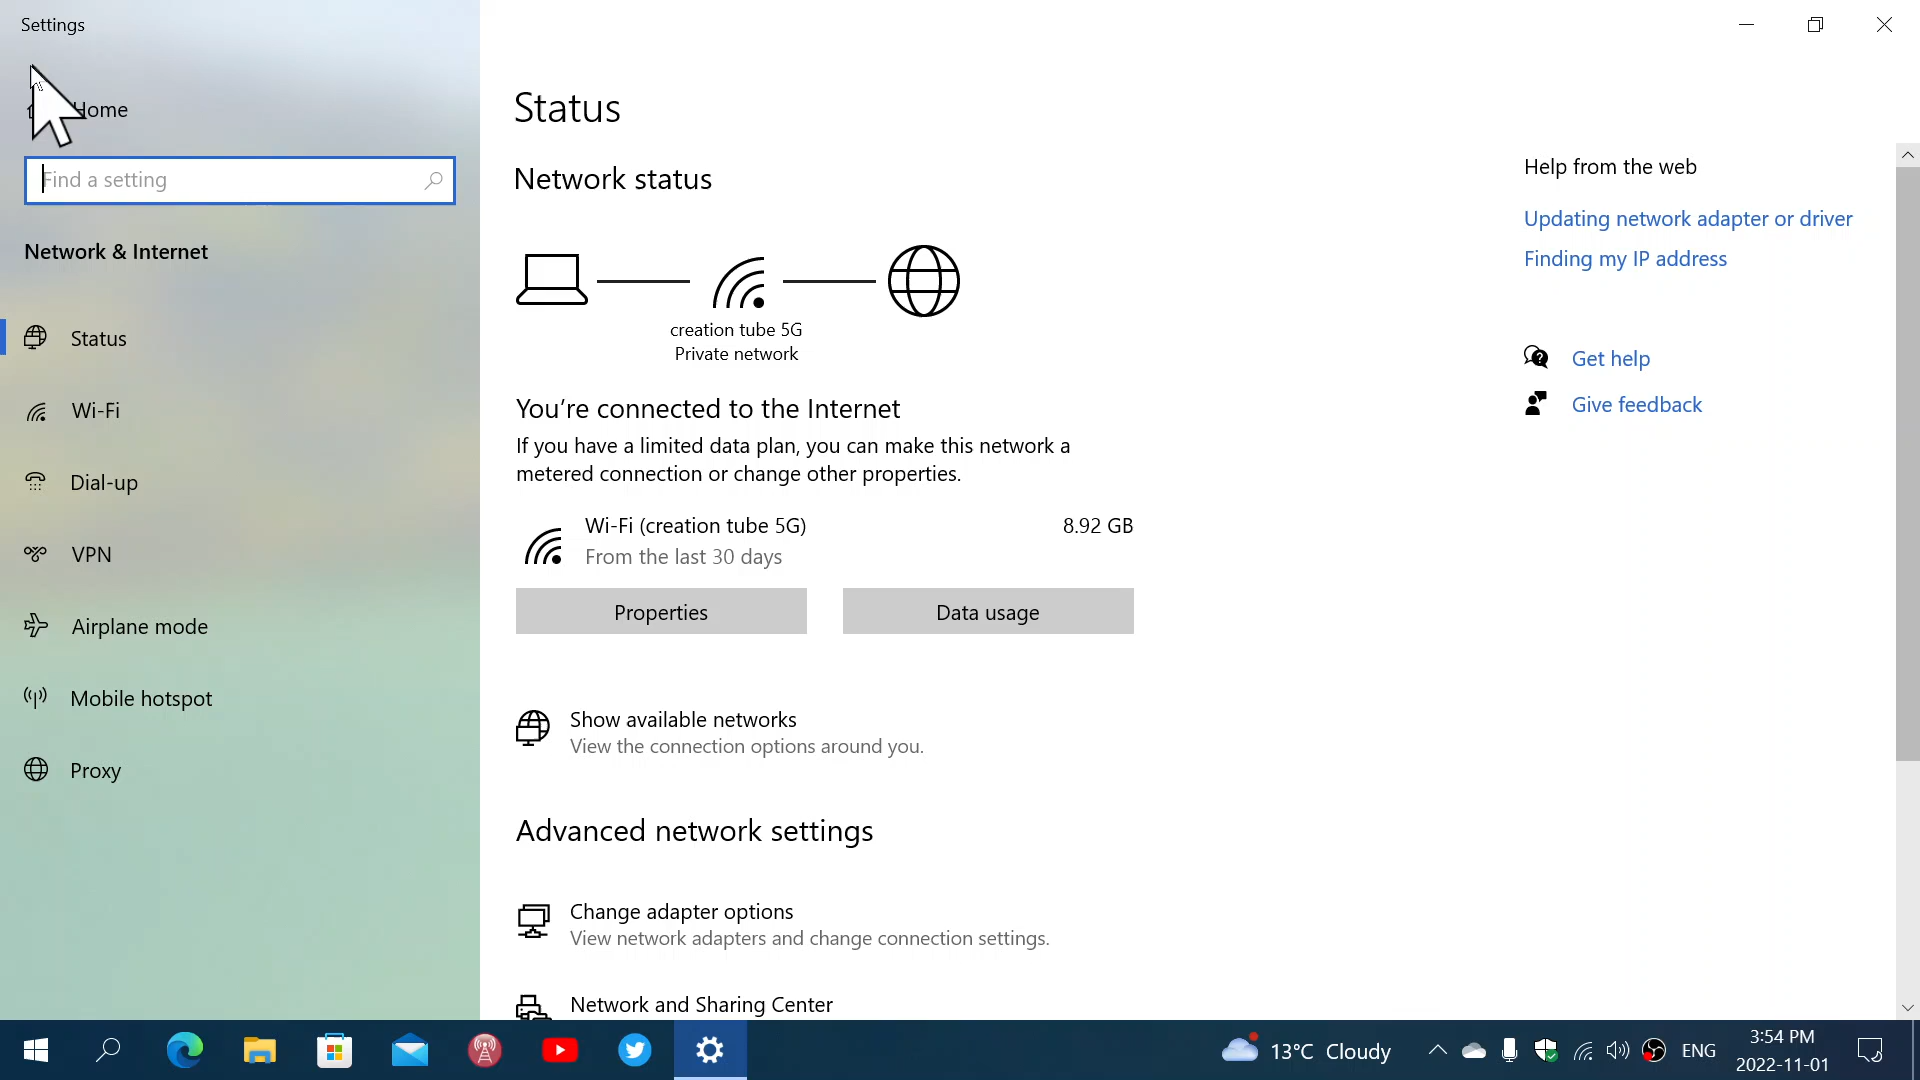 Settings
Home
Find a setting
Network & Internet
Status
Wi-Fi
Dial-up
VPN
Airplane mode
Mobile hotspot
Proxy
Status
Network status
creation tube 5G
Private network
You're connected to the Internet
If you have a limited data plan, you can make this network a
metered connection or change other properties.
Wi-Fi (creation tube 5G) 8.92 GB
From the last 30 days
Properties Data usage
Show available networks
View the connection options around you.
Advanced network settings
Change adapter options
View network adapters and change connection settings.
Network and Sharing Center
Help from the web
Updating network adapter or driver
Finding my IP address
Get help
Give feedback
13°C Cloudy
ENG
3:54 PM
2022-11-01